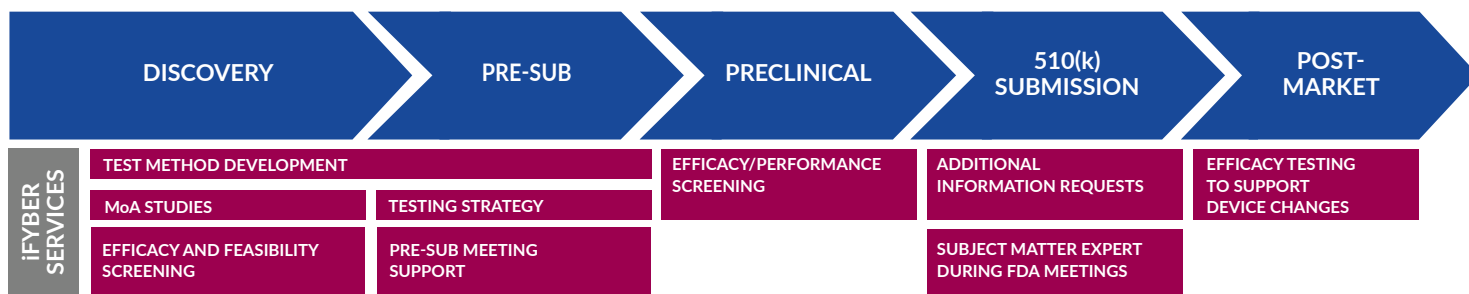 DISCOVERY
PRE-SUB
PRECLINICAL
510(k)
SUBMISSION
POST-
MARKET
iFYBER
SERVICES
TEST METHOD DEVELOPMENT
MoA STUDIES
EFFICACY AND FEASIBILITY
SCREENING
TESTING STRATEGY
PRE-SUB MEETING
SUPPORT
EFFICACY/PERFORMANCE
SCREENING
ADDITIONAL
INFORMATION REQUESTS
SUBJECT MATTER EXPERT
DURING FDA MEETINGS
EFFICACY TESTING
TO SUPPORT
DEVICE CHANGES